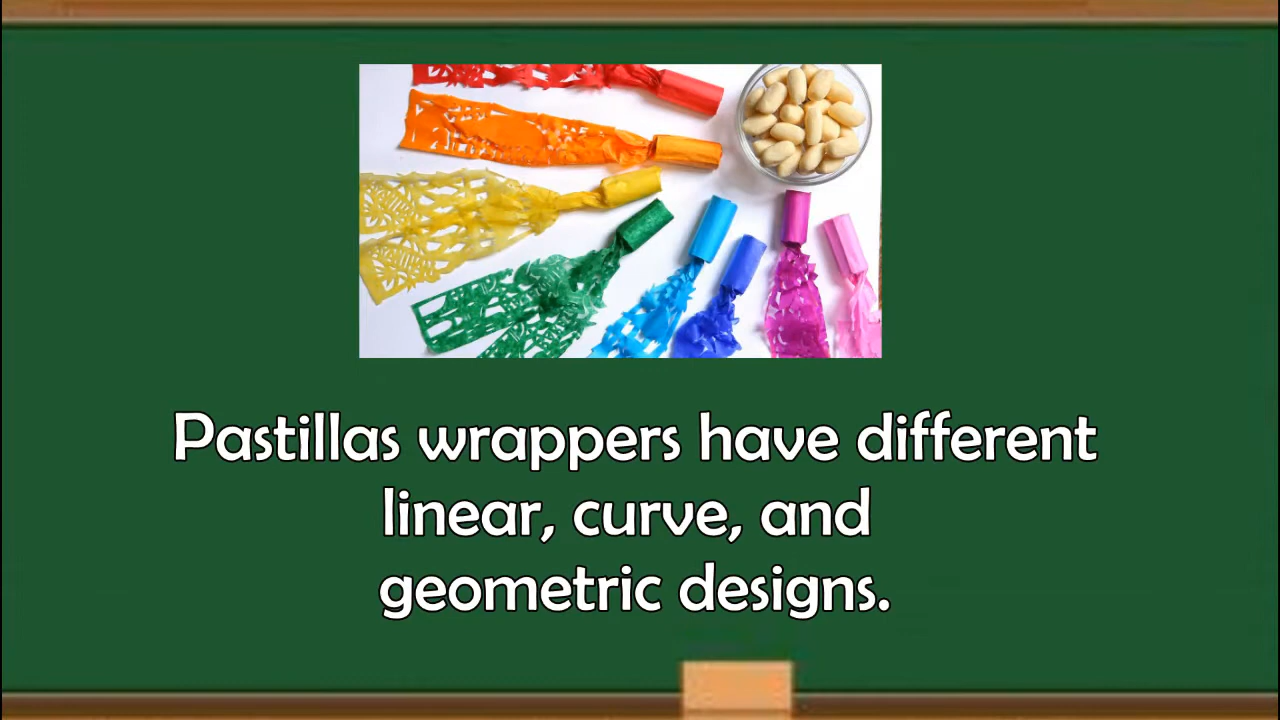 Pastillas wrappers have different
linear, curve, and
geometric designs.